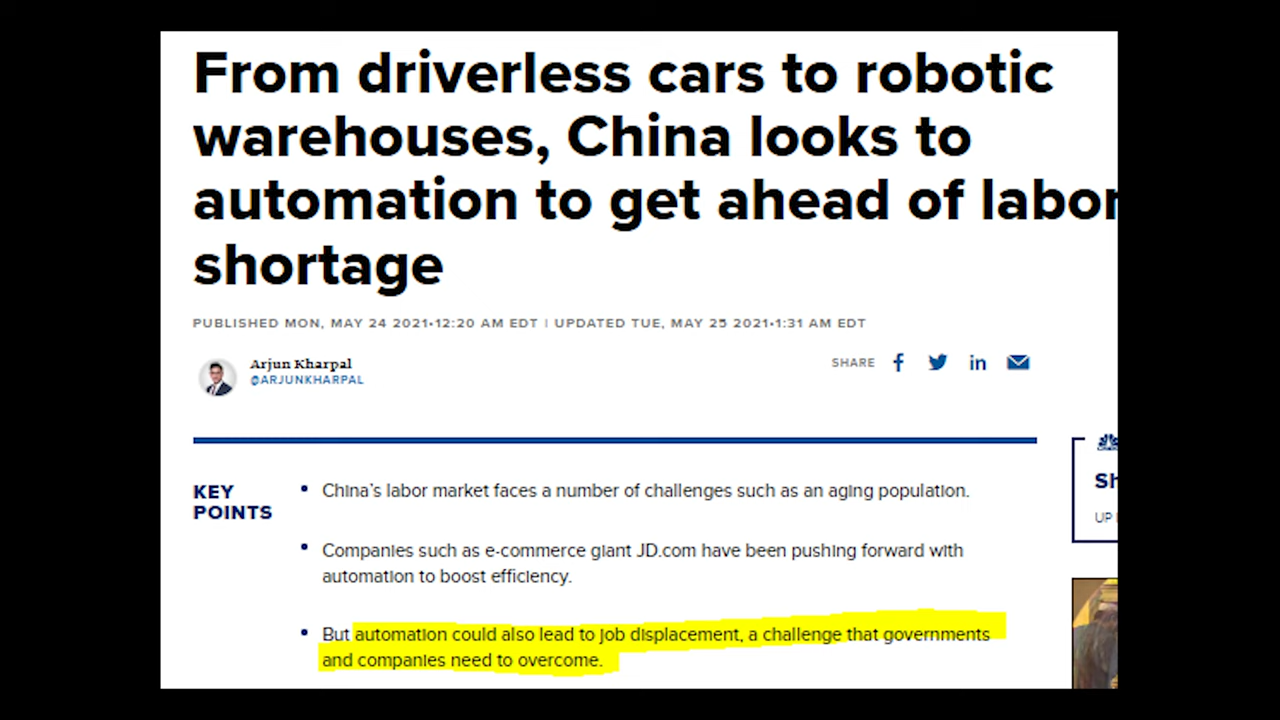 From driverless cars to robotic
warehouses, China looks to
automation to get ahead of labor
shortage
PUBLISHED MON, MAY 24 2021•12:20 AM EDT | UPDATED TUE, MAY 25 2021•1:31 AM EDT
Arjun Kharpal
@ARJUNKHARPAL
SHARE
KEY
POINTS
• China's labor market faces a number of challenges such as an aging population.
• Companies such as e-commerce giant JD.com have been pushing forward with
automation to boost efficiency.
• But automation could also lead to job displacement, a challenge that governments
and companies need to overcome.
Sh
UP